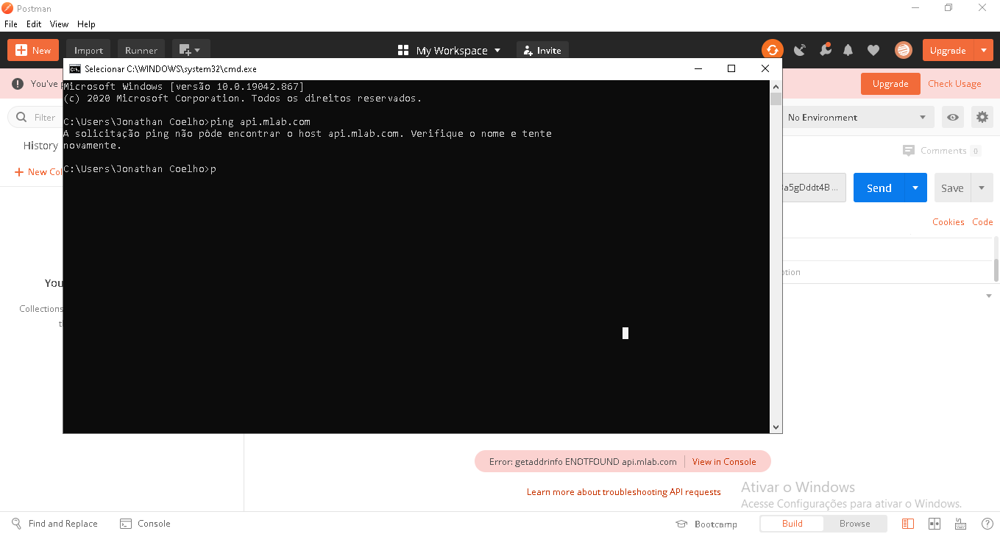 Postman
File Edit View Help
New Import Runner My Workspace Invite Upgrade
Selecionar C:\WINDOWS\system32\cmd.exe
You've
Upgrade Check Usage
Microsoft Windows [versão 10.0.19042.867]
(c) 2020 Microsoft Corporation. Todos os direitos reservados.
Filter
No Environment
C:\Users\Jonathan Coelho>ping api.mlab.com
A solicitação ping não pôde encontrar o host api.mlab.com. Verifique o nome e tente
novamente.
History
Comments 0
New Col
C:\Users\Jonathan Coelho>p
a5gDddt4B... Send Save
Cookies Code
ption
You
Collections
t
Error: getaddrinfo ENOTFOUND api.mlab.com View in Console
Learn more about troubleshooting API requests
Ativar o Windows
Acesse Configurações para ativar o Windows.
Find and Replace Console Bootcamp Build Browse